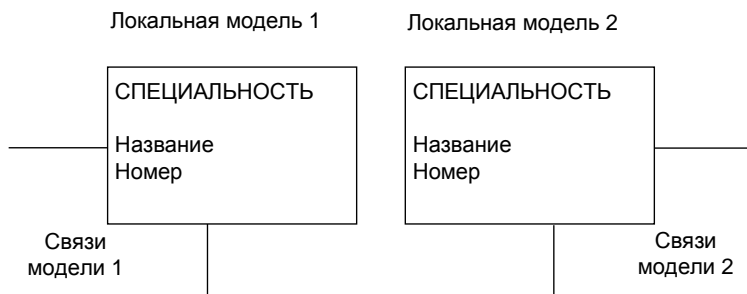 Локальная модель 1
Локальная модель 2
СПЕЦИАЛЬНОСТЬ
Название
Номер
СПЕЦИАЛЬНОСТЬ
Название
Номер
Связи
модели 1
Связи
модели 2